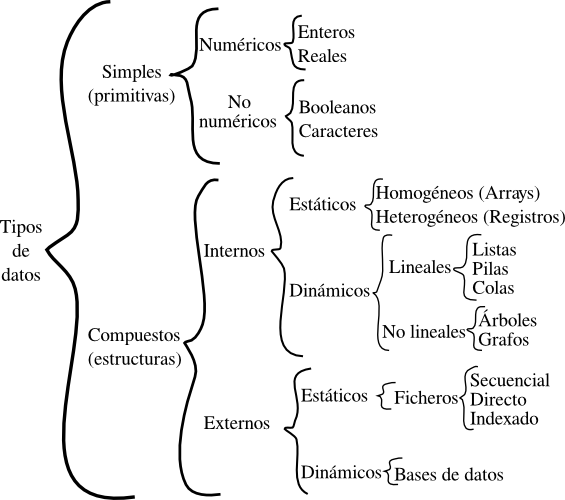 Tipos
de
datos
Simples
(primitivas)
Numéricos
Enteros
Reales
No
numéricos
Booleanos
Caracteres
Compuestos
(estructuras)
Internos
Estáticos
Homogéneos (Arrays)
Heterogéneos (Registros)
Dinámicos
Lineales
Listas
Pilas
Colas
No lineales
Árboles
Grafos
Externos
Estáticos
Ficheros
Secuencial
Directo
Indexado
Dinámicos
Bases de datos